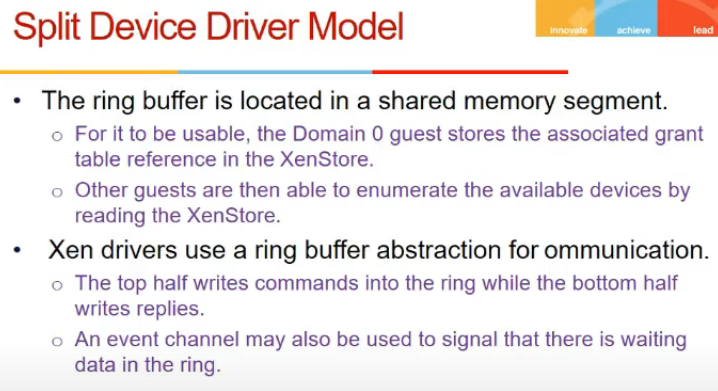 Split Device Driver Model
Innovate achieve lead
• The ring buffer is located in a shared memory segment.
o For it to be usable, the Domain 0 guest stores the associated grant
table reference in the XenStore.
o Other guests are then able to enumerate the available devices by
reading the XenStore.
• Xen drivers use a ring buffer abstraction for ommunication.
o The top half writes commands into the ring while the bottom half
writes replies.
o An event channel may also be used to signal that there is waiting
data in the ring.